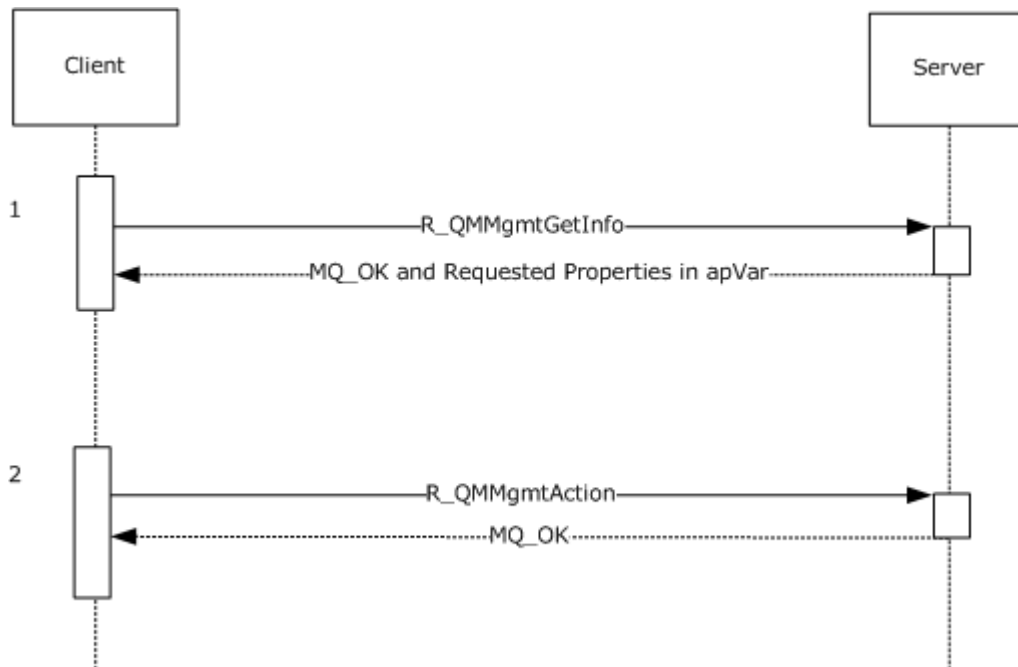 Client
Server
1
R_QMMgmtGetInfo
MQ_OK and Requested Properties in apVar
2
R_QMMgmtAction
MQ_OK